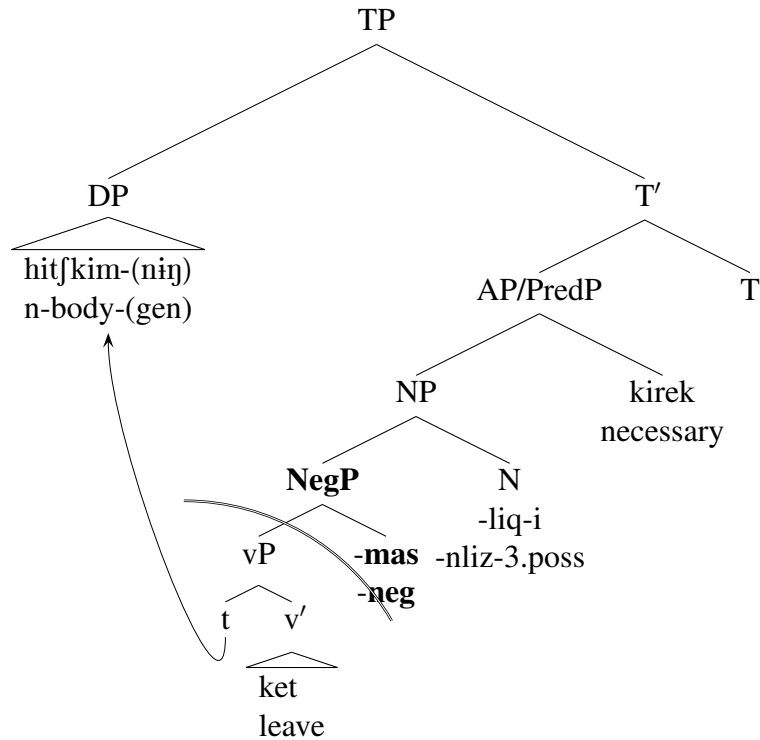 TP
DP
T′
hitʃkim-(nɨŋ)
n-body-(gen)
AP/PredP
T
NP
kirek
necessary
NegP
N
-liq-i
-nliz-3.poss
vP
-mas
-neg
t
v′
ket
leave